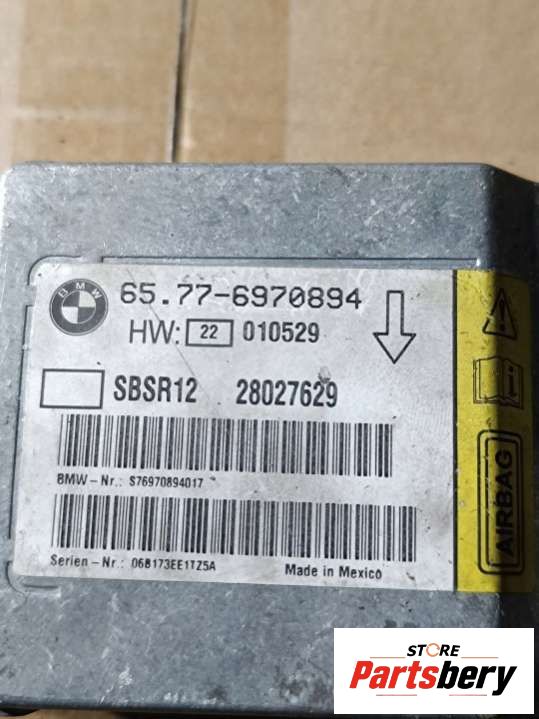 BMW
65.77-6970894
HW: 22 010529
SBSR12 28027629
BMW-Nr.: S76970894017
Serien-Nr.: 068173EE1TZ5A
Made in Mexico
AIRBAG
STORE
Partsbery